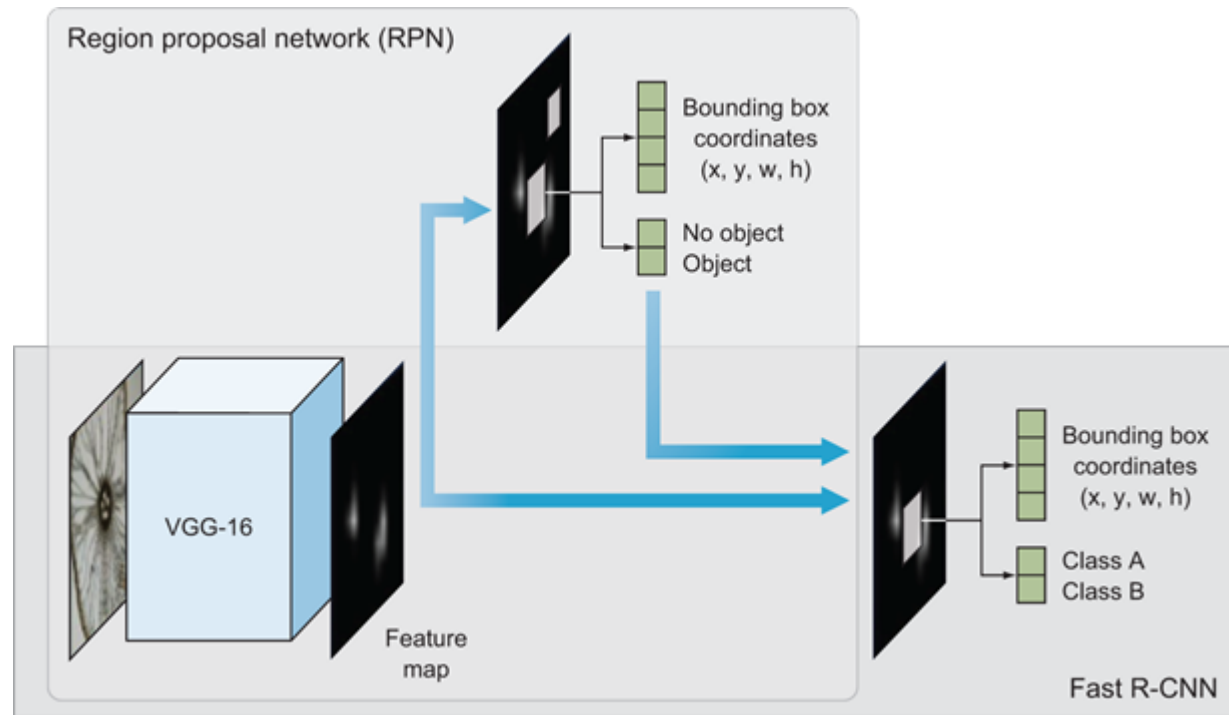 Region proposal network (RPN)
Bounding box
coordinates
(x, y, w, h)
No object
Object
VGG-16
Feature
map
Bounding box
coordinates
(x, y, w, h)
Class A
Class B
Fast R-CNN